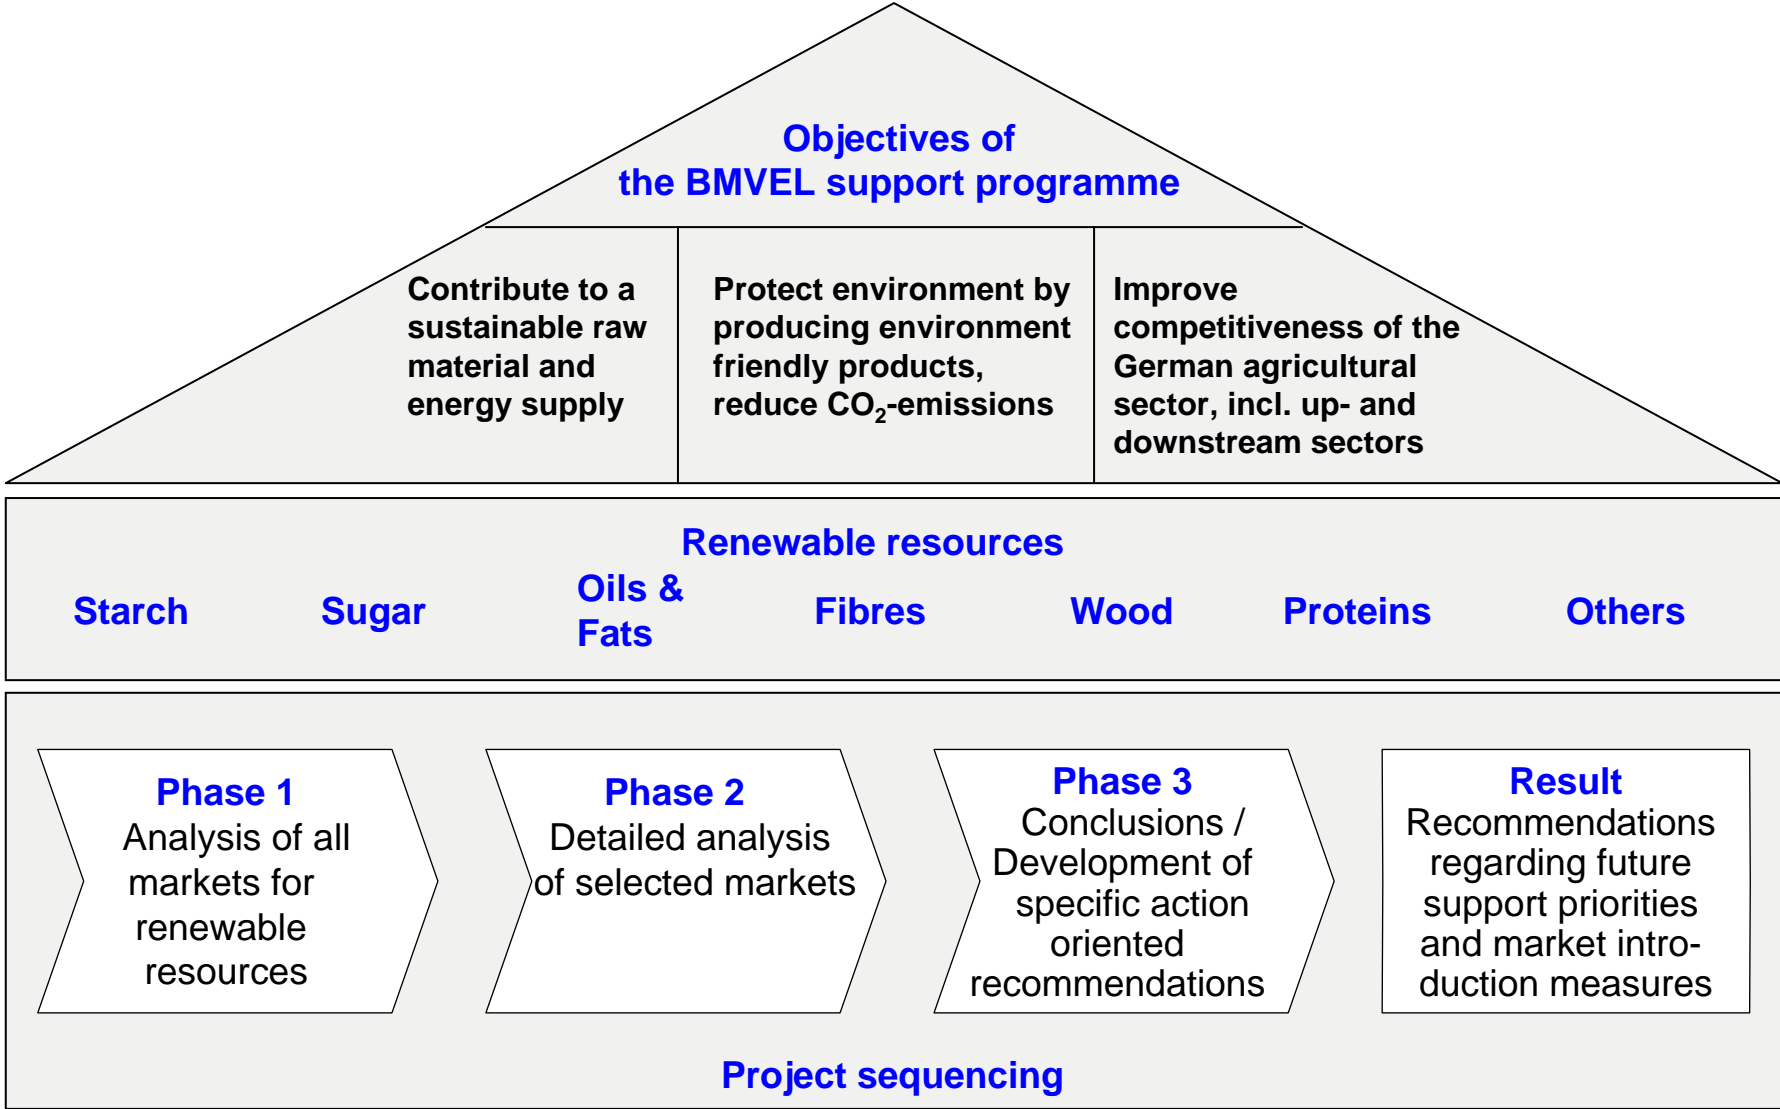 Objectives of
the BMVEL support programme
Contribute to a
sustainable raw
material and
energy supply
Protect environment by
producing environment
friendly products,
reduce CO₂-emissions
Improve
competitiveness of the
German agricultural
sector, incl. up- and
downstream sectors
Renewable resources
Starch
Sugar
Oils &
Fats
Fibres
Wood
Proteins
Others
Phase 1
Analysis of all
markets for
renewable
resources
Phase 2
Detailed analysis
of selected markets
Phase 3
Conclusions /
Development of
specific action
oriented
recommendations
Result
Recommendations
regarding future
support priorities
and market intro-
duction measures
Project sequencing